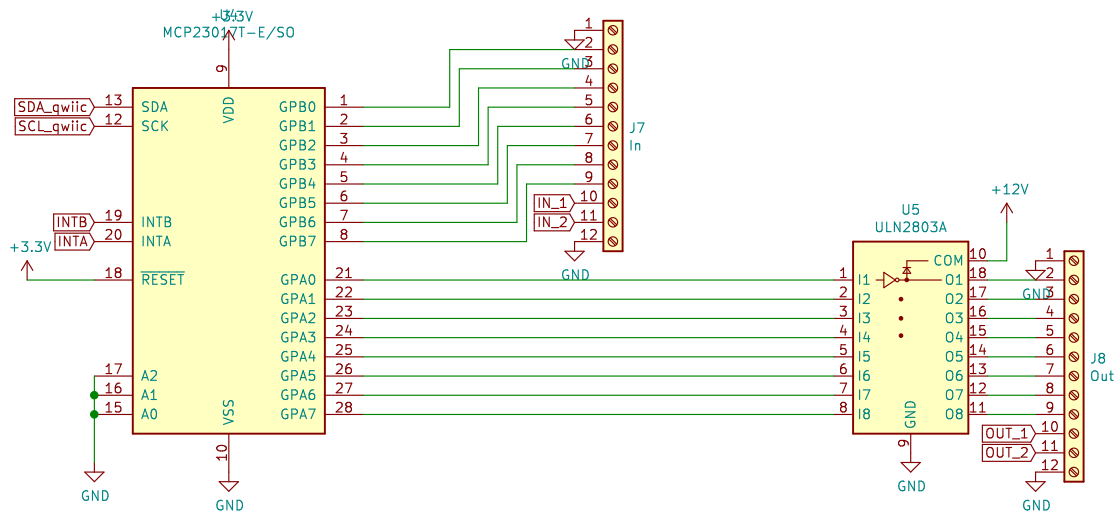 U4
+3.3V
MCP23017T-E/SO
9
VDD
SDA_qwiic 13 SDA
SCL_qwiic 12 SCK
INTB 19 INTB
INTA 20 INTA
+3.3V
18 RESET
17 A2
16 A1
15 A0
GND
VSS
10
GND
GPB0 1
GPB1 2
GPB2 3
GPB3 4
GPB4 5
GPB5 6
GPB6 7
GPB7 8
GPA0 21
GPA1 22
GPA2 23
GPA3 24
GPA4 25
GPA5 26
GPA6 27
GPA7 28
1
2
GND
3
4
5
6
7
8
9
IN_1 10
IN_2 11
12
GND
J7
In
U5
ULN2803A
+12V
1 I1
2 I2
3 I3
4 I4
5 I5
6 I6
7 I7
8 I8
COM 10
O1 18
O2 17
O3 16
O4 15
O5 14
O6 13
O7 12
O8 11
GND
9
GND
1
2
GND
3
4
5
6
7
8
9
OUT_1 10
OUT_2 11
12
GND
J8
Out